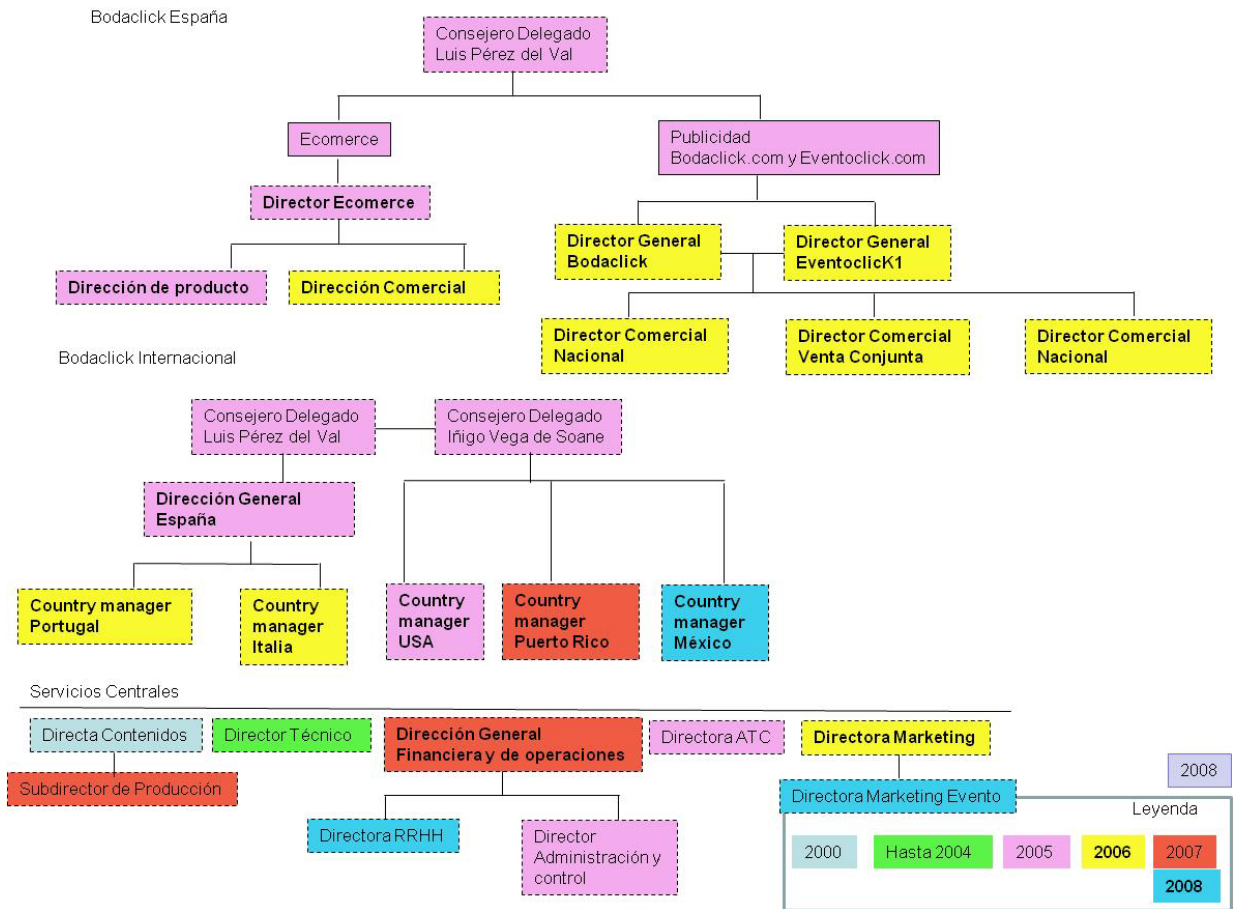 Bodaclick España
Consejero Delegado
Luis Pérez del Val
Ecomerce
Publicidad
Bodaclick.com y Eventoclick.com
Director Ecomerce
Director General
Bodaclick
Director General
EventoclicK1
Dirección de producto
Dirección Comercial
Director Comercial
Nacional
Director Comercial
Venta Conjunta
Director Comercial
Nacional
Bodaclick Internacional
Consejero Delegado
Luis Pérez del Val
Consejero Delegado
Iñigo Vega de Soane
Dirección General
España
Country manager
Portugal
Country
manager
Italia
Country
manager
USA
Country
manager
Puerto Rico
Country
manager
México
Servicios Centrales
Directa Contenidos
Director Técnico
Dirección General
Financiera y de operaciones
Directora ATC
Directora Marketing
Subdirector de Producción
Directora RRHH
Director
Administración y
control
Directora Marketing Evento
2008
Leyenda
2000
Hasta 2004
2005
2006
2007
2008